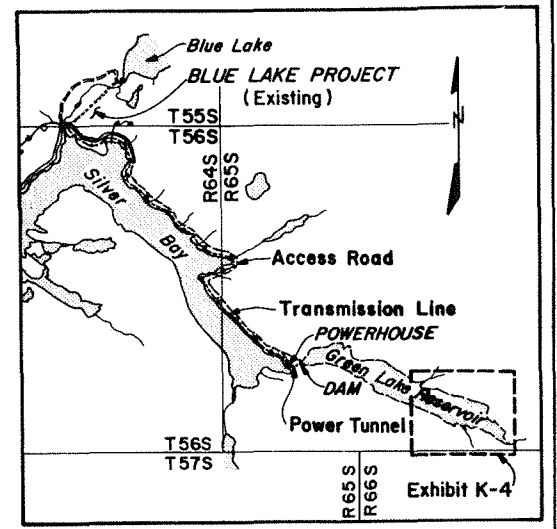 Blue Lake
BLUE LAKE PROJECT
(Existing)
T55S
T56S
N
R64S
R65S
Silver Bay
Access Road
Transmission Line
POWERHOUSE
Green Lake Reservoir
DAM
Power Tunnel
T56S
T57S
R65S
R66S
Exhibit K-4